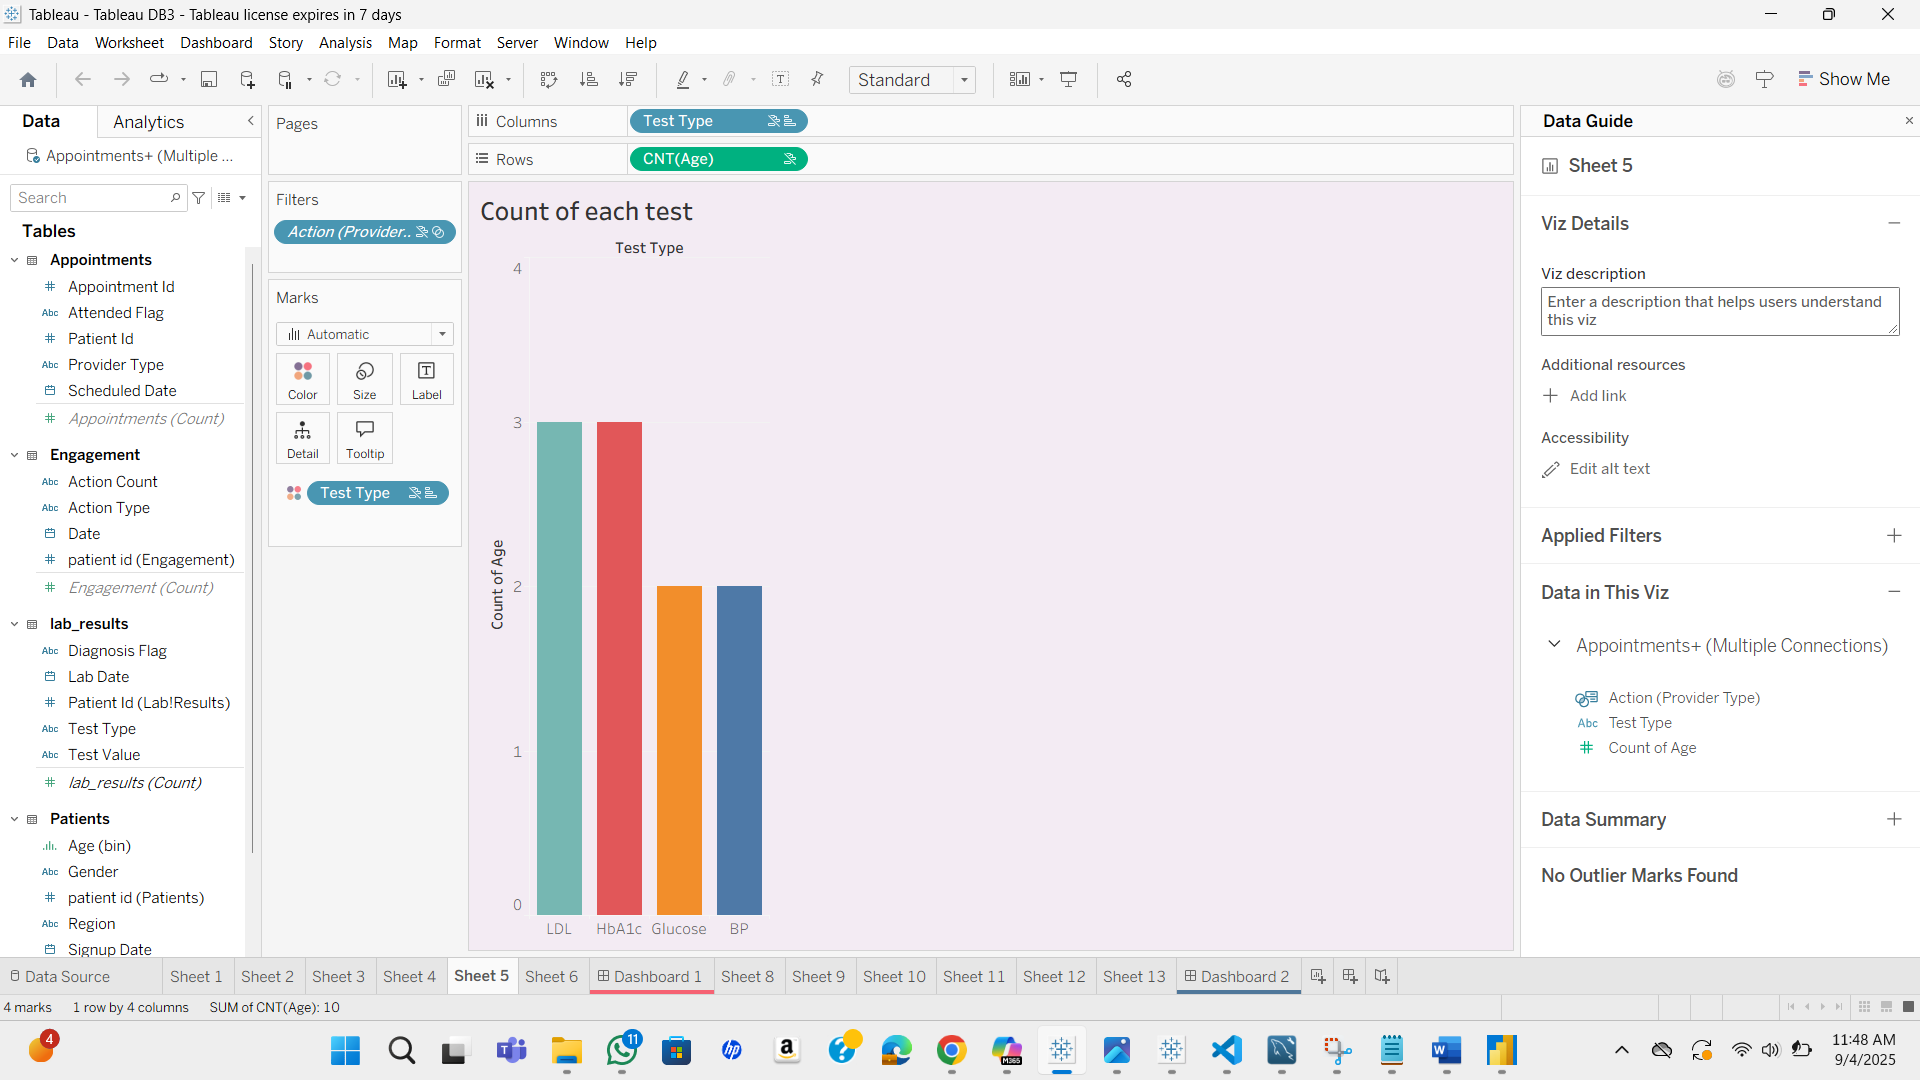 Tableau - Tableau DB3 - Tableau license expires in 7 days
File Data Worksheet Dashboard Story Analysis Map Format Server Window Help
Standard
Show Me
Data Analytics
Appointments+ (Multiple ...
Search
Tables
Appointments
Appointment Id
Abc Attended Flag
Patient Id
Abc Provider Type
Scheduled Date
Appointments (Count)
Engagement
Abc Action Count
Abc Action Type
Date
patient id (Engagement)
Engagement (Count)
lab_results
Abc Diagnosis Flag
Lab Date
Patient Id (Lab!Results)
Abc Test Type
Abc Test Value
lab_results (Count)
Patients
Age (bin)
Abc Gender
patient id (Patients)
Abc Region
Signup Date
Pages
Filters
Action (Provider..
Marks
Automatic
Color Size Label
Detail Tooltip
Test Type
Columns Test Type
Rows CNT(Age)
Count of each test
Test Type
4
3
2
1
0
Count of Age
LDL HbA1c Glucose BP
Data Guide
Sheet 5
Viz Details
Viz description
Enter a description that helps users understand
this viz
Additional resources
Add link
Accessibility
Edit alt text
Applied Filters
Data in This Viz
Appointments+ (Multiple Connections)
Action (Provider Type)
Abc Test Type
Count of Age
Data Summary
No Outlier Marks Found
Data Source Sheet 1 Sheet 2 Sheet 3 Sheet 4 Sheet 5 Sheet 6 Dashboard 1 Sheet 8 Sheet 9 Sheet 10 Sheet 11 Sheet 12 Sheet 13 Dashboard 2
4 marks 1 row by 4 columns SUM of CNT(Age): 10
4
11
M365
11:48 AM
9/4/2025